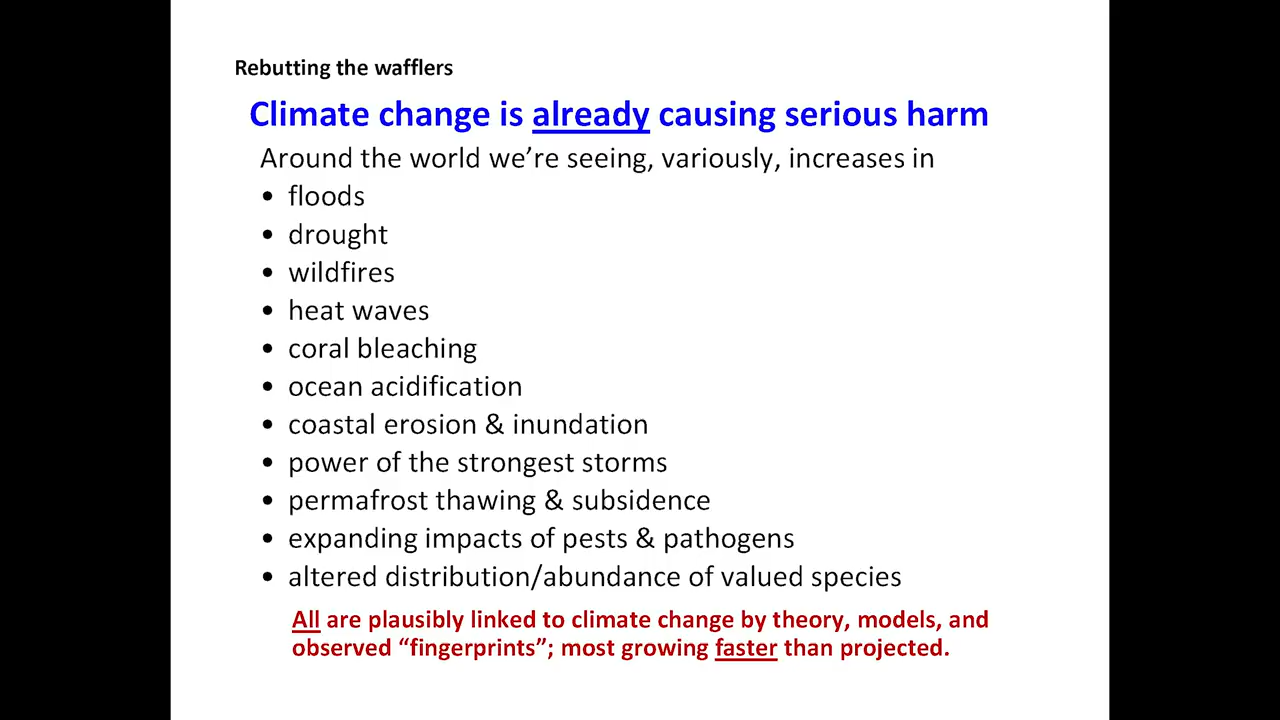 Rebutting the wafflers
Climate change is already causing serious harm
Around the world we’re seeing, variously, increases in
• floods
• drought
• wildfires
• heat waves
• coral bleaching
• ocean acidification
• coastal erosion & inundation
• power of the strongest storms
• permafrost thawing & subsidence
• expanding impacts of pests & pathogens
• altered distribution/abundance of valued species
All are plausibly linked to climate change by theory, models, and
observed “fingerprints”; most growing faster than projected.